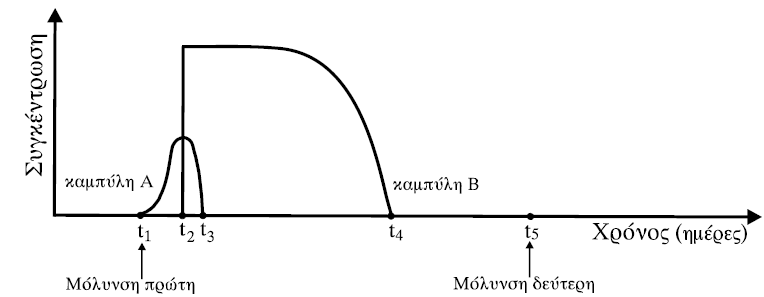 Συγκέντρωση
καμπύλη Α
καμπύλη Β
t1 t2 t3 t4 t5 Χρόνος (ημέρες)
Μόλυνση πρώτη Μόλυνση δεύτερη